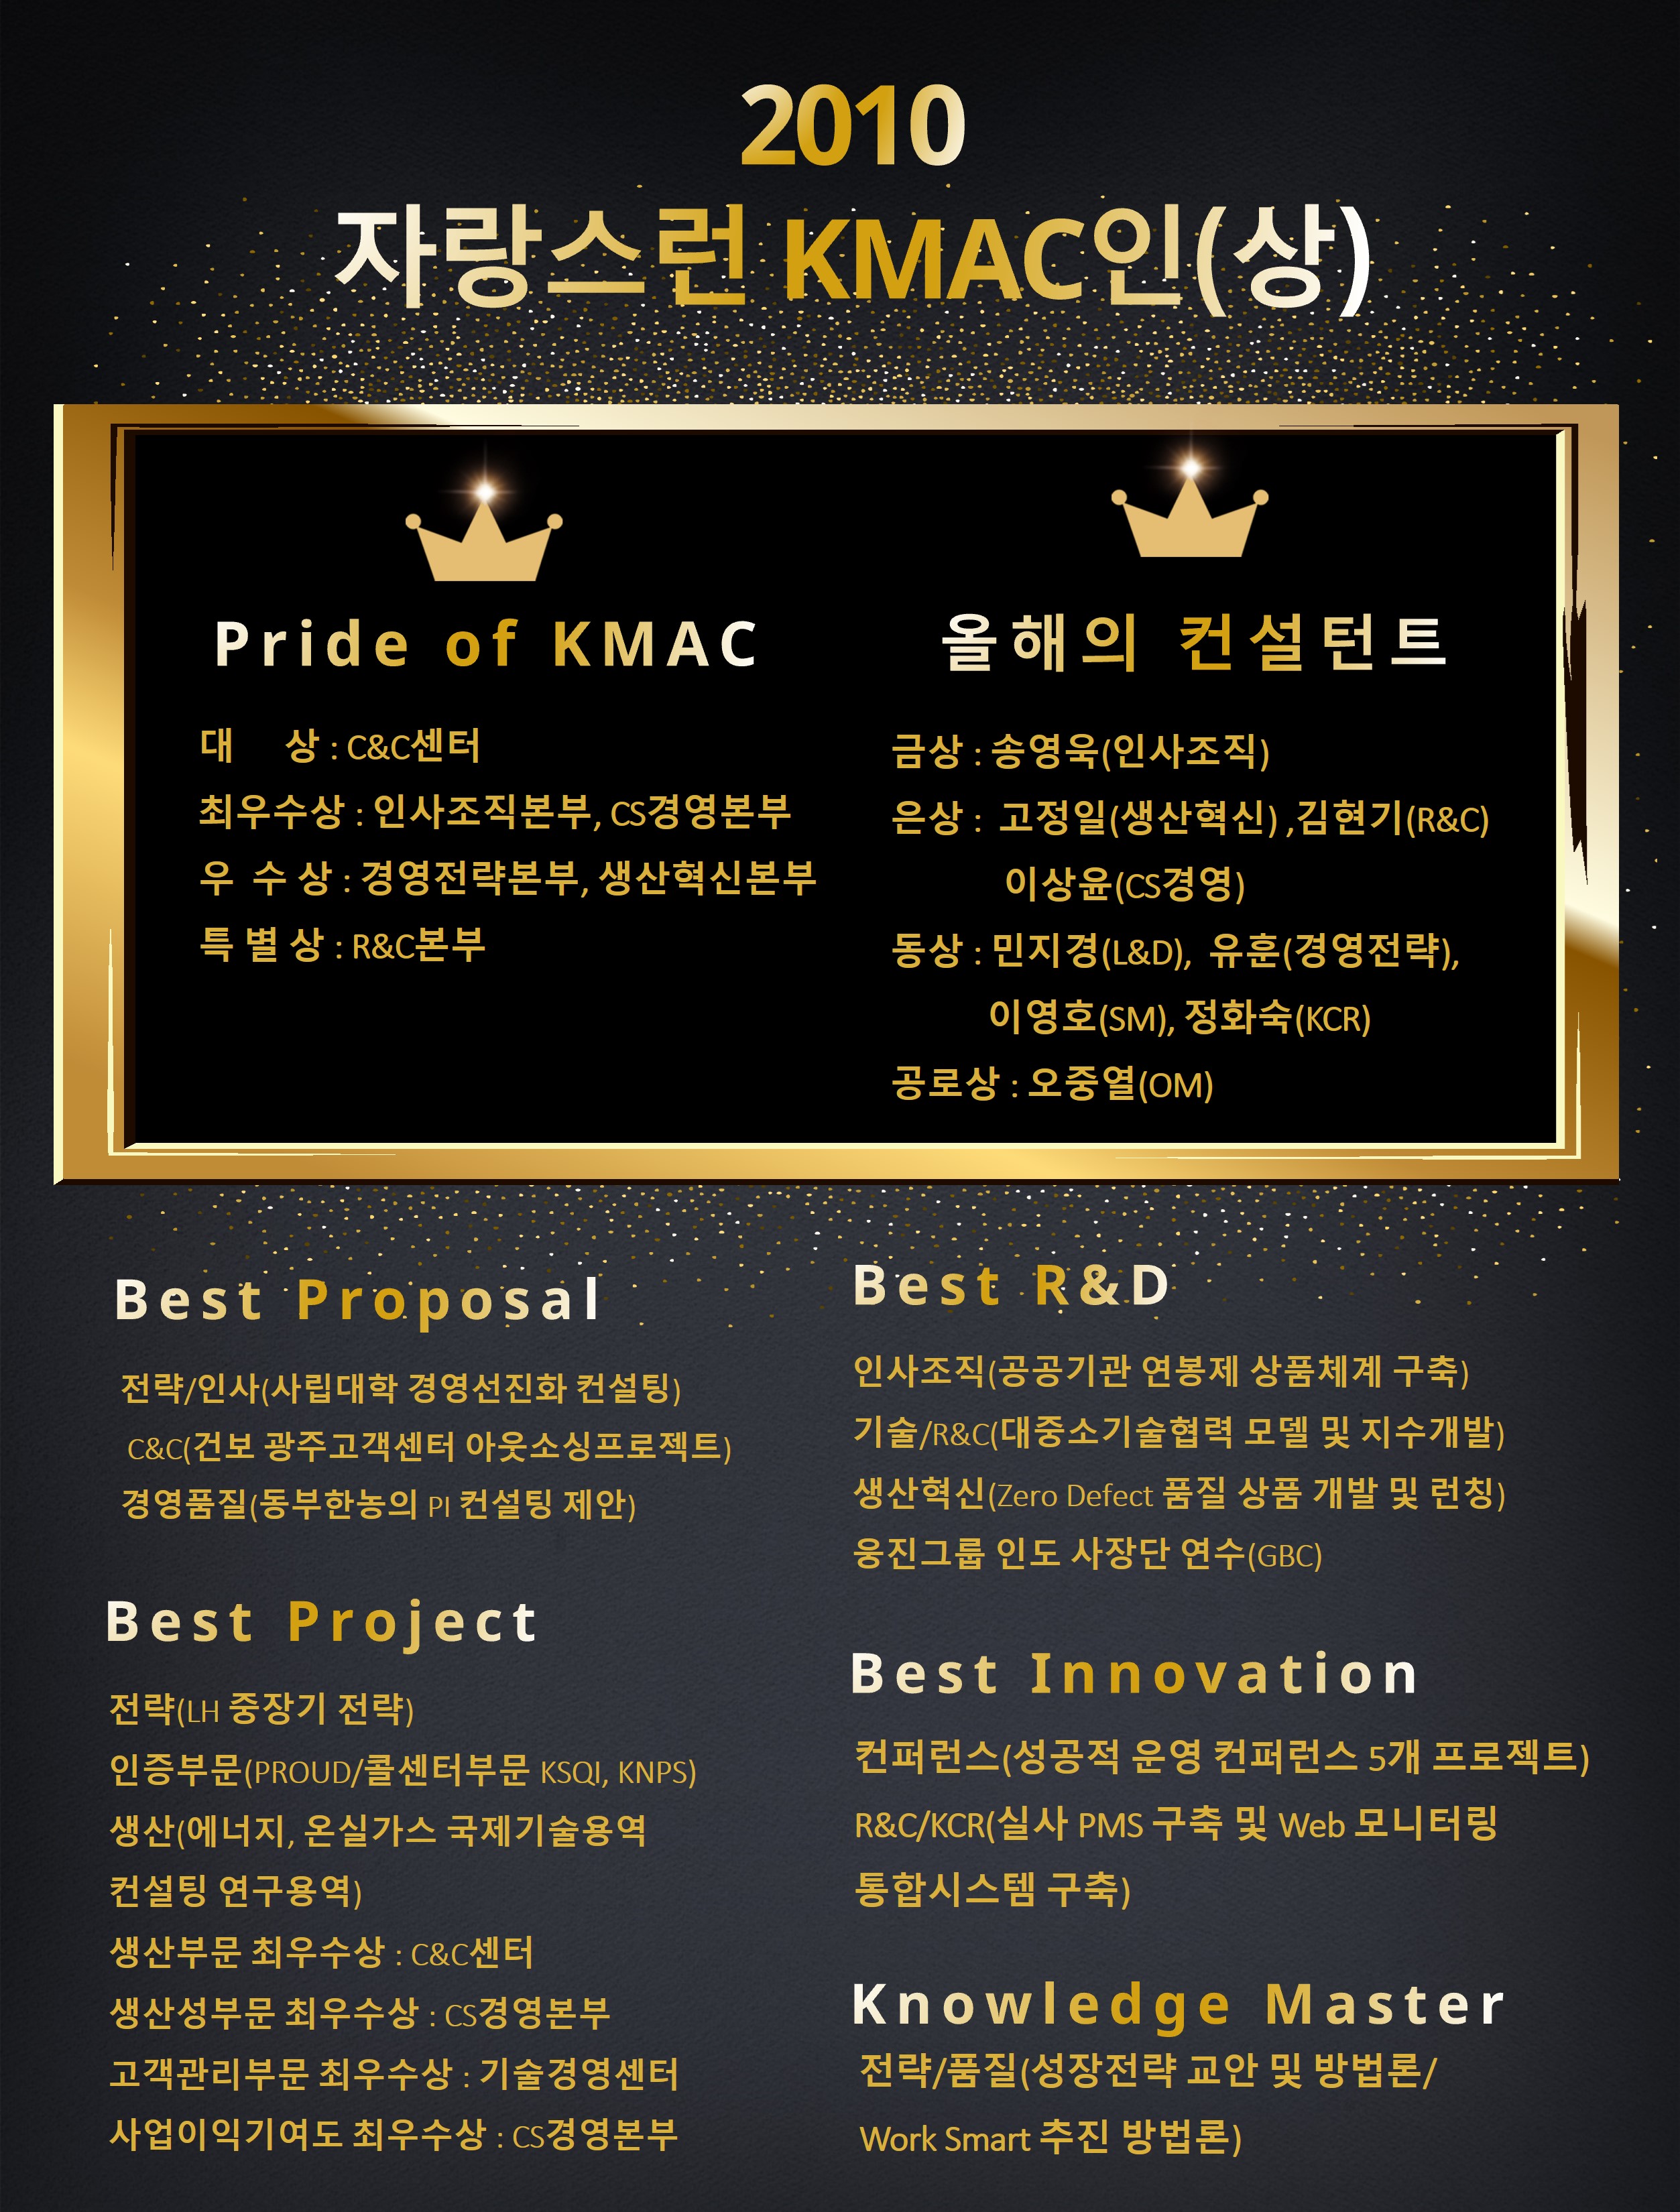 2010
자랑스런 KMAC인(상)
Pride of KMAC
대 상 : C&C센터
최우수상 : 인사조직본부, CS경영본부
우 수 상 : 경영전략본부, 생산혁신본부
특 별 상 : R&C본부
올해의 컨설턴트
금상 : 송영욱(인사조직)
은상 : 고정일(생산혁신) ,김현기(R&C)
이상윤(CS경영)
동상 : 민지경(L&D), 유훈(경영전략),
이영호(SM), 정화숙(KCR)
공로상 : 오중열(OM)
Best Proposal
전략/인사(사립대학 경영선진화 컨설팅)
C&C(건보 광주고객센터 아웃소싱프로젝트)
경영품질(동부한농의 PI 컨설팅 제안)
Best Project
전략(LH 중장기 전략)
인증부문(PROUD/콜센터부문 KSQI, KNPS)
생산(에너지, 온실가스 국제기술용역
컨설팅 연구용역)
생산부문 최우수상 : C&C센터
생산성부문 최우수상 : CS경영본부
고객관리부문 최우수상 : 기술경영센터
사업이익기여도 최우수상 : CS경영본부
Best R&D
인사조직(공공기관 연봉제 상품체계 구축)
기술/R&C(대중소기술협력 모델 및 지수개발)
생산혁신(Zero Defect 품질 상품 개발 및 런칭)
웅진그룹 인도 사장단 연수(GBC)
Best Innovation
컨퍼런스(성공적 운영 컨퍼런스 5개 프로젝트)
R&C/KCR(실사 PMS 구축 및 Web 모니터링
통합시스템 구축)
Knowledge Master
전략/품질(성장전략 교안 및 방법론/
Work Smart 추진 방법론)